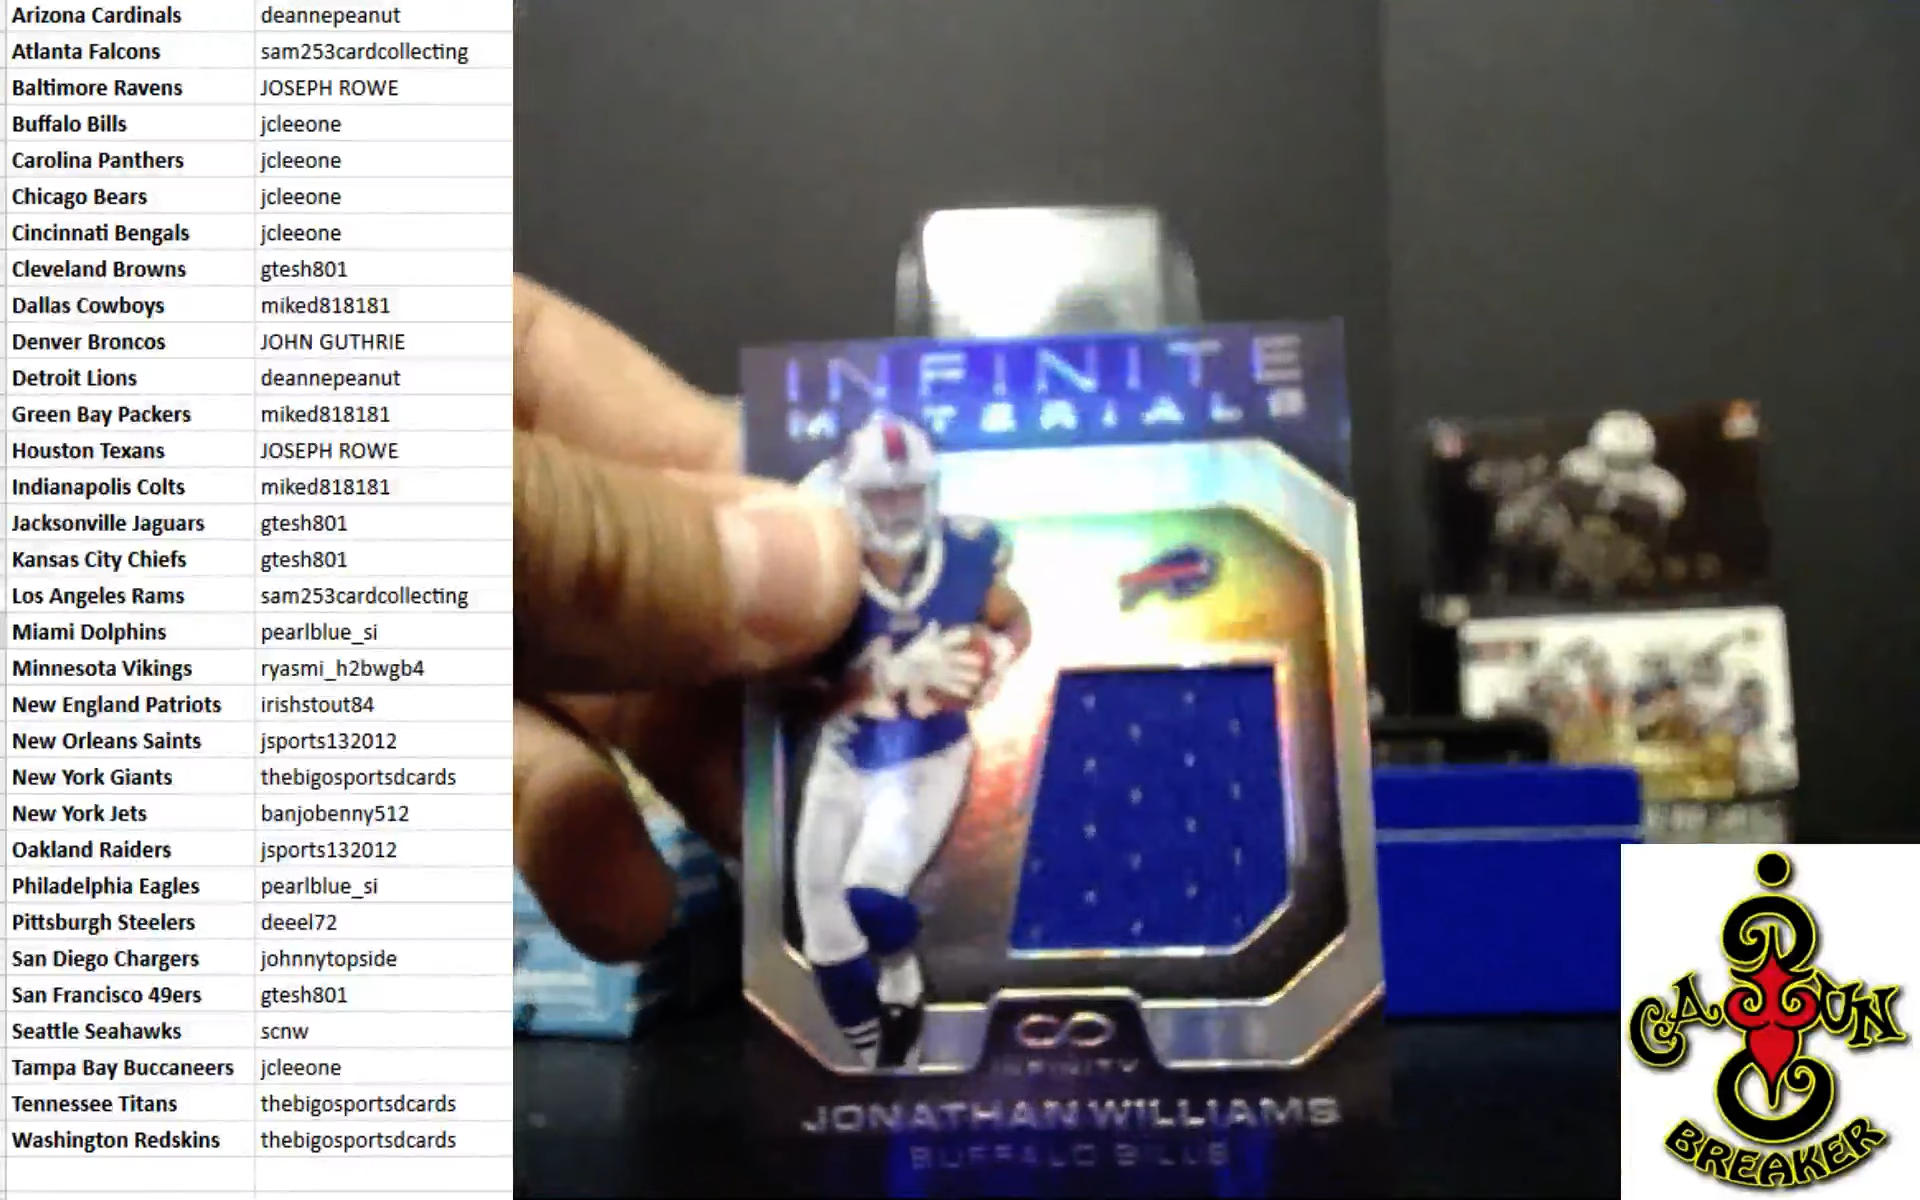 Arizona Cardinals deannepeanut
Atlanta Falcons sam253cardcollecting
Baltimore Ravens JOSEPH ROWE
Buffalo Bills jcleeone
Carolina Panthers jcleeone
Chicago Bears jcleeone
Cincinnati Bengals jcleeone
Cleveland Browns gtesh801
Dallas Cowboys miked818181
Denver Broncos JOHN GUTHRIE
Detroit Lions deannepeanut
Green Bay Packers miked818181
Houston Texans JOSEPH ROWE
Indianapolis Colts miked818181
Jacksonville Jaguars gtesh801
Kansas City Chiefs gtesh801
Los Angeles Rams sam253cardcollecting
Miami Dolphins pearlblue_si
Minnesota Vikings ryasmi_h2bwgb4
New England Patriots irishstout84
New Orleans Saints jsports132012
New York Giants thebigosportsdcards
New York Jets banjobenny512
Oakland Raiders jsports132012
Philadelphia Eagles pearlblue_si
Pittsburgh Steelers deeel72
San Diego Chargers johnnytopside
San Francisco 49ers gtesh801
Seattle Seahawks scnw
Tampa Bay Buccaneers jcleeone
Tennessee Titans thebigosportsdcards
Washington Redskins thebigosportsdcards
INFINITE
MATERIALS
INFINITY
JONATHAN WILLIAMS
BUFFALO BILLS
CAJUN
BREAKER